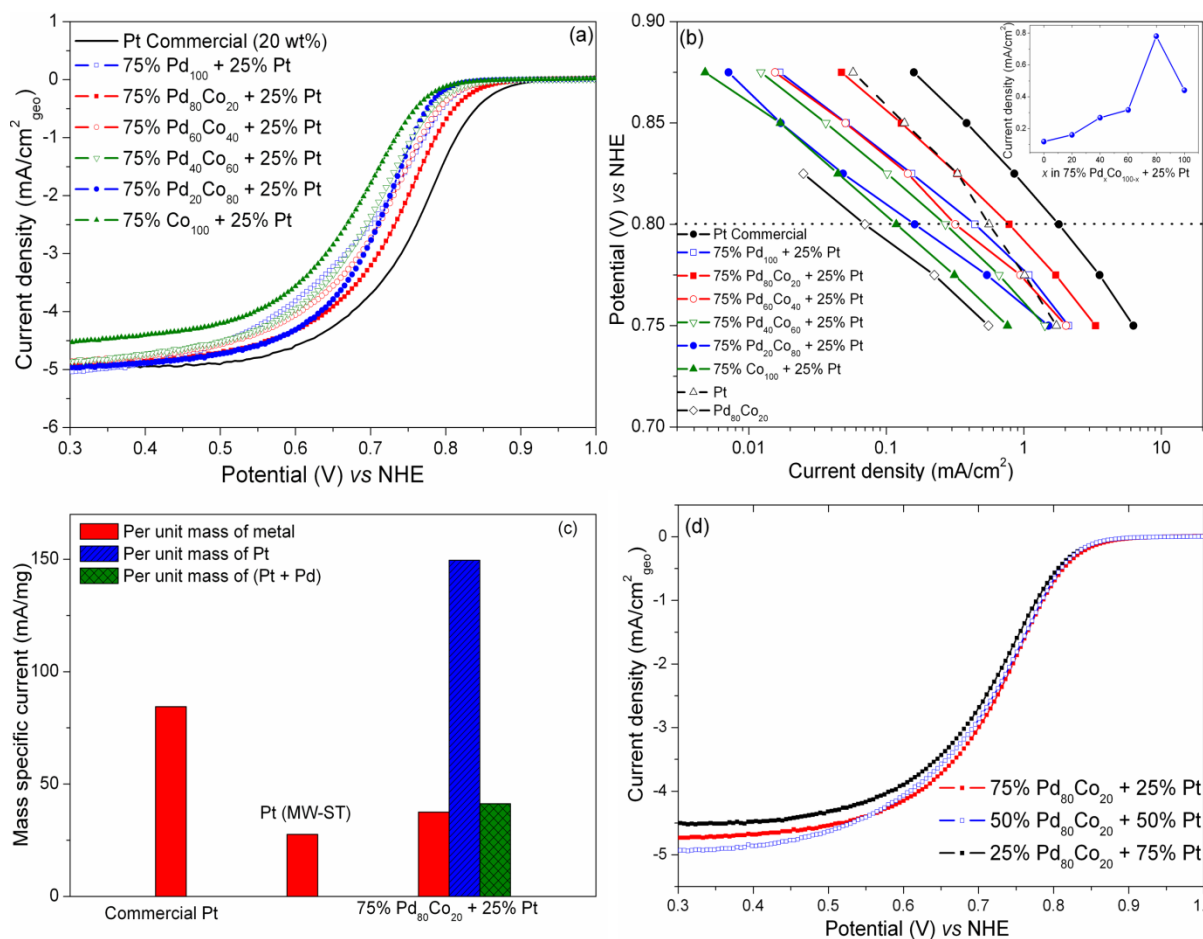 (a)
Pt Commercial (20 wt%)
75% Pd100 + 25% Pt
75% Pd80Co20 + 25% Pt
75% Pd60Co40 + 25% Pt
75% Pd40Co60 + 25% Pt
75% Pd20Co80 + 25% Pt
75% Co100 + 25% Pt
Current density (mA/cm2geo)
1
0
-1
-2
-3
-4
-5
-6
0.3 0.4 0.5 0.6 0.7 0.8 0.9 1.0
Potential (V) vs NHE
(b)
Potential (V) vs NHE
0.90
0.85
0.80
0.75
0.70
Current density (mA/cm2)
0.8
0.6
0.4
0.2
0 20 40 60 80 100
x in 75% PdxCo100-x + 25% Pt
Pt Commercial
75% Pd100 + 25% Pt
75% Pd80Co20 + 25% Pt
75% Pd60Co40 + 25% Pt
75% Pd40Co60 + 25% Pt
75% Pd20Co80 + 25% Pt
75% Co100 + 25% Pt
Pt
Pd80Co20
0.01 0.1 1 10
Current density (mA/cm2)
(c)
Per unit mass of metal
Per unit mass of Pt
Per unit mass of (Pt + Pd)
Mass specific current (mA/mg)
150
100
50
0
Pt (MW-ST)
Commercial Pt
75% Pd80Co20 + 25% Pt
(d)
Current density (mA/cm2geo)
0
-1
-2
-3
-4
-5
75% Pd80Co20 + 25% Pt
50% Pd80Co20 + 50% Pt
25% Pd80Co20 + 75% Pt
0.3 0.4 0.5 0.6 0.7 0.8 0.9
Potential (V) vs NHE